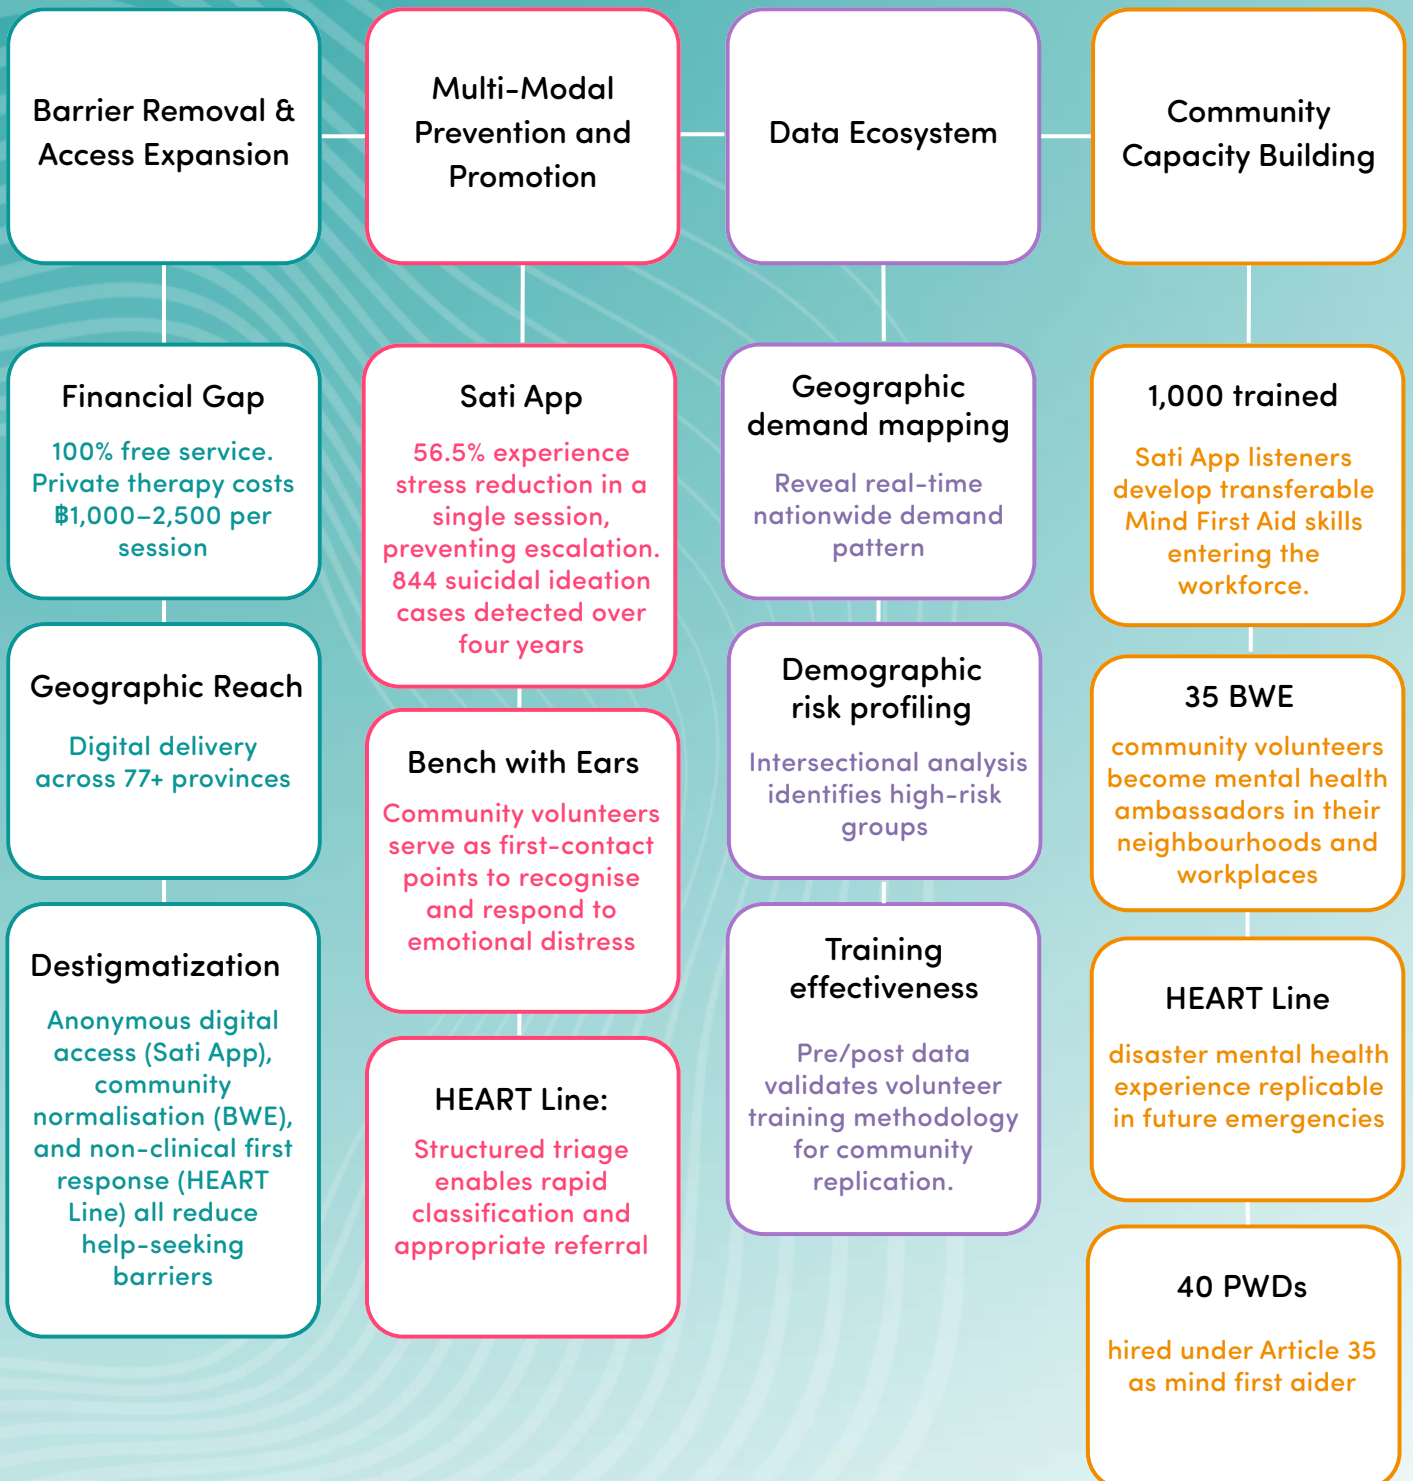 Barrier Removal &
Access Expansion
Multi-Modal
Prevention and
Promotion
Data Ecosystem
Community
Capacity Building
Financial Gap
100% free service.
Private therapy costs
฿1,000–2,500 per
session
Geographic Reach
Digital delivery
across 77+ provinces
Destigmatization
Anonymous digital
access (Sati App),
community
normalisation (BWE),
and non-clinical first
response (HEART
Line) all reduce
help-seeking
barriers
Sati App
56.5% experience
stress reduction in a
single session,
preventing escalation.
844 suicidal ideation
cases detected over
four years
Bench with Ears
Community volunteers
serve as first-contact
points to recognise
and respond to
emotional distress
HEART Line:
Structured triage
enables rapid
classification and
appropriate referral
Geographic
demand mapping
Reveal real-time
nationwide demand
pattern
Demographic
risk profiling
Intersectional analysis
identifies high-risk
groups
Training
effectiveness
Pre/post data
validates volunteer
training methodology
for community
replication.
1,000 trained
Sati App listeners
develop transferable
Mind First Aid skills
entering the
workforce.
35 BWE
community volunteers
become mental health
ambassadors in their
neighbourhoods and
workplaces
HEART Line
disaster mental health
experience replicable
in future emergencies
40 PWDs
hired under Article 35
as mind first aider